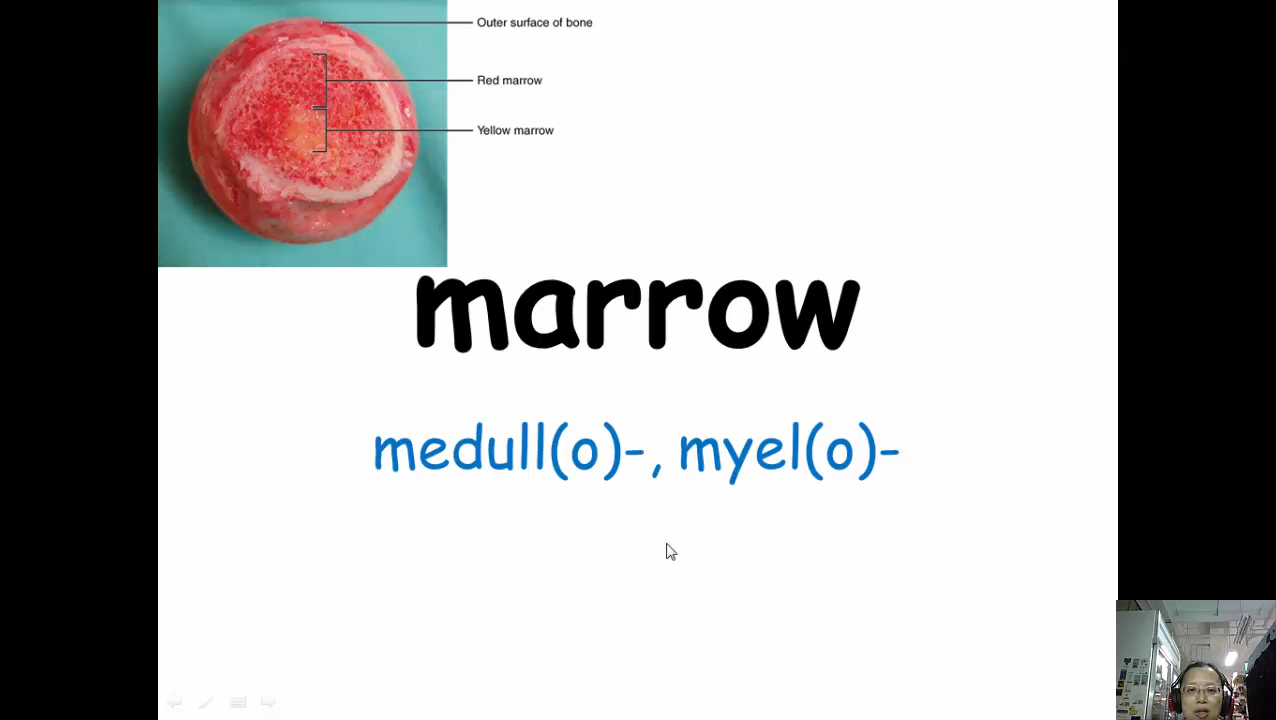 Outer surface of bone
Red marrow
Yellow marrow
marrow
medull(o)-, myel(o)-